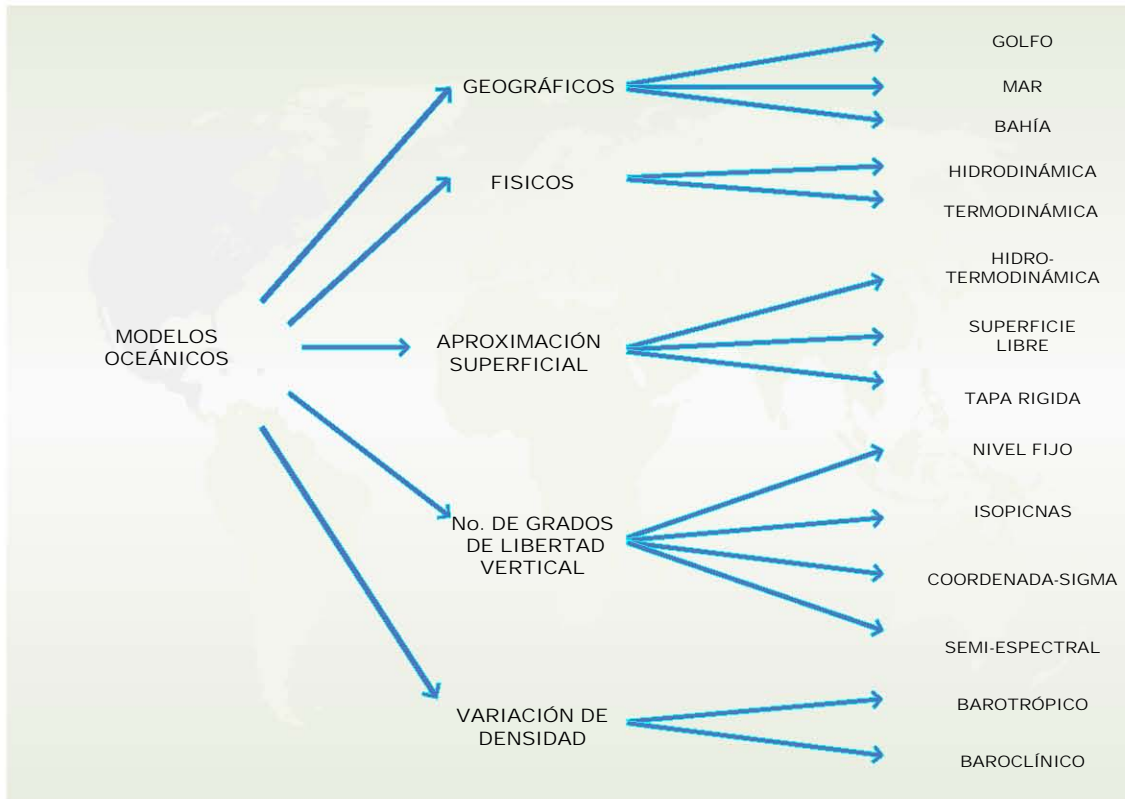 MODELOS
OCEÁNICOS
GEOGRÁFICOS
GOLFO
MAR
BAHÍA
FISICOS
HIDRODINÁMICA
TERMODINÁMICA
APROXIMACIÓN
SUPERFICIAL
HIDRO-
TERMODINÁMICA
SUPERFICIE
LIBRE
TAPA RIGIDA
No. DE GRADOS
DE LIBERTAD
VERTICAL
NIVEL FIJO
ISOPICNAS
COORDENADA-SIGMA
SEMI-ESPECTRAL
VARIACIÓN DE
DENSIDAD
BAROTRÓPICO
BAROCLÍNICO